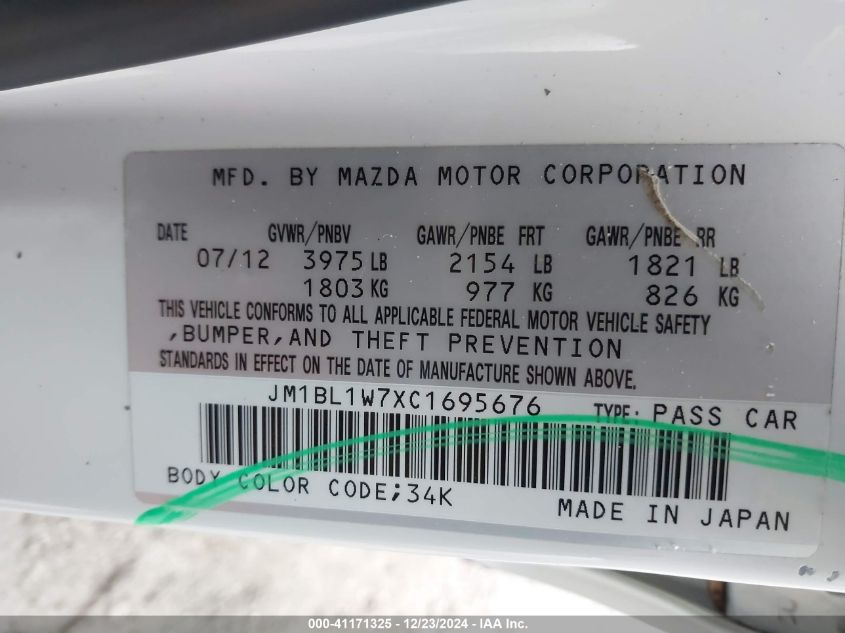 MFD. BY MAZDA MOTOR CORPORATION
DATE GVWR/PNBV GAWR/PNBE FRT GAWR/PNBE RR
07/12 3975 LB 2154 LB 1821 LB
1803 KG 977 KG 826 KG
THIS VEHICLE CONFORMS TO ALL APPLICABLE FEDERAL MOTOR VEHICLE SAFETY
,BUMPER,AND THEFT PREVENTION
STANDARDS IN EFFECT ON THE DATE OF MANUFACTURE SHOWN ABOVE.
JM1BL1W7XC1695676 TYPE: PASS CAR
BODY COLOR CODE;34K
MADE IN JAPAN
000-41171325 - 12/23/2024 - IAA Inc.